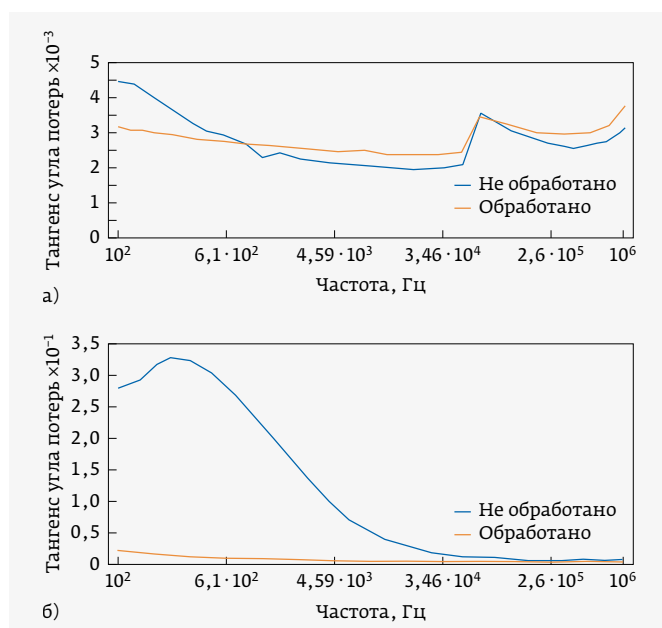 Тангенс угла потерь ×10⁻³
5
4
3
2
1
0
Не обработано
Обработано
10² 6,1·10² 4,59·10³ 3,46·10⁴ 2,6·10⁵ 10⁶
Частота, Гц
а)
Тангенс угла потерь ×10⁻¹
3,5
3,0
2,5
2,0
1,5
1,0
0,5
0
Не обработано
Обработано
10² 6,1·10² 4,59·10³ 3,46·10⁴ 2,6·10⁵ 10⁶
Частота, Гц
б)